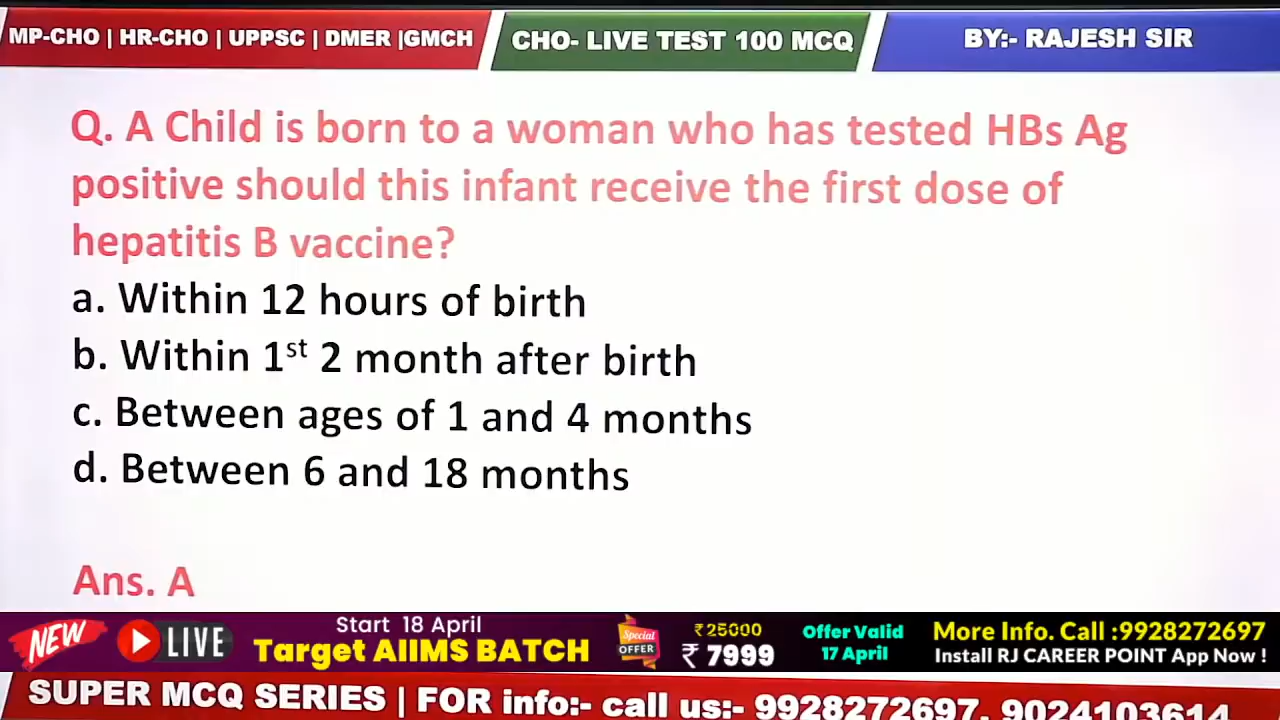 MP-CHO | HR-CHO | UPPSC | DMER |GMCH
CHO- LIVE TEST 100 MCQ
BY:- RAJESH SIR
Q. A Child is born to a woman who has tested HBs Ag
positive should this infant receive the first dose of
hepatitis B vaccine?
a. Within 12 hours of birth
b. Within 1st 2 month after birth
c. Between ages of 1 and 4 months
d. Between 6 and 18 months
Ans. A
NEW
LIVE
Start 18 April
Target AIIMS BATCH
Special
OFFER
₹25000
₹ 7999
Offer Valid
17 April
More Info. Call :9928272697
Install RJ CAREER POINT App Now !
SUPER MCQ SERIES | FOR info:- call us:- 9928272697, 9024103614